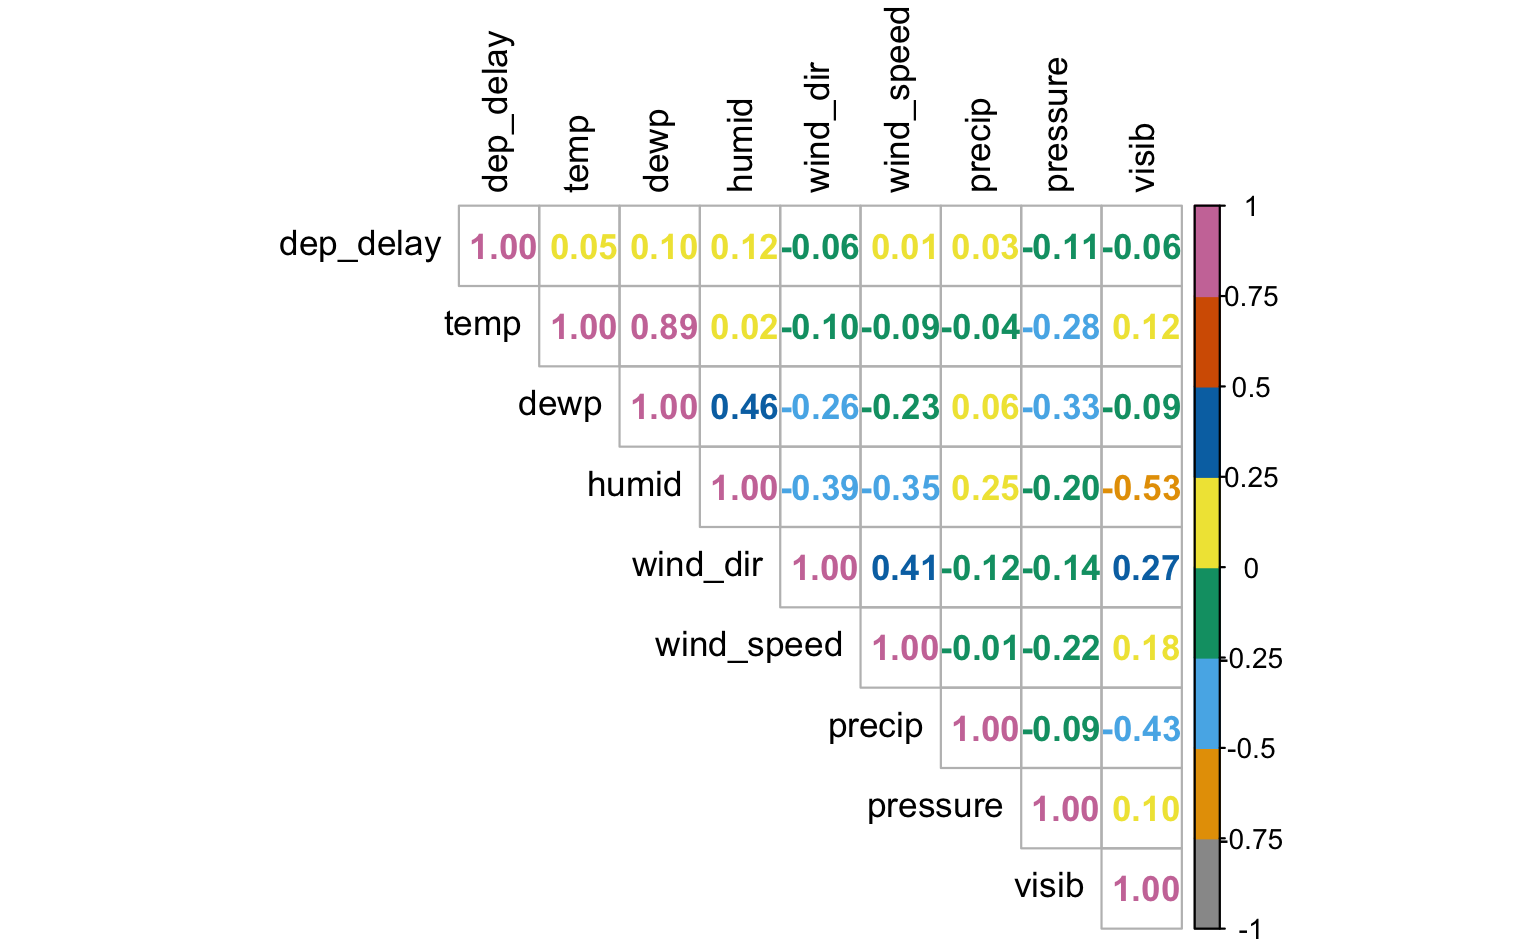 dep_delay temp dewp humid wind_dir wind_speed precip pressure visib
dep_delay 1.00 0.05 0.10 0.12 -0.06 0.01 0.03 -0.11 -0.06
temp 1.00 0.89 0.02 -0.10 -0.09 -0.04 -0.28 0.12
dewp 1.00 0.46 -0.26 -0.23 0.06 -0.33 -0.09
humid 1.00 -0.39 -0.35 0.25 -0.20 -0.53
wind_dir 1.00 0.41 -0.12 -0.14 0.27
wind_speed 1.00 -0.01 -0.22 0.18
precip 1.00 -0.09 -0.43
pressure 1.00 0.10
visib 1.00
1
0.75
0.5
0.25
0
-0.25
-0.5
-0.75
-1